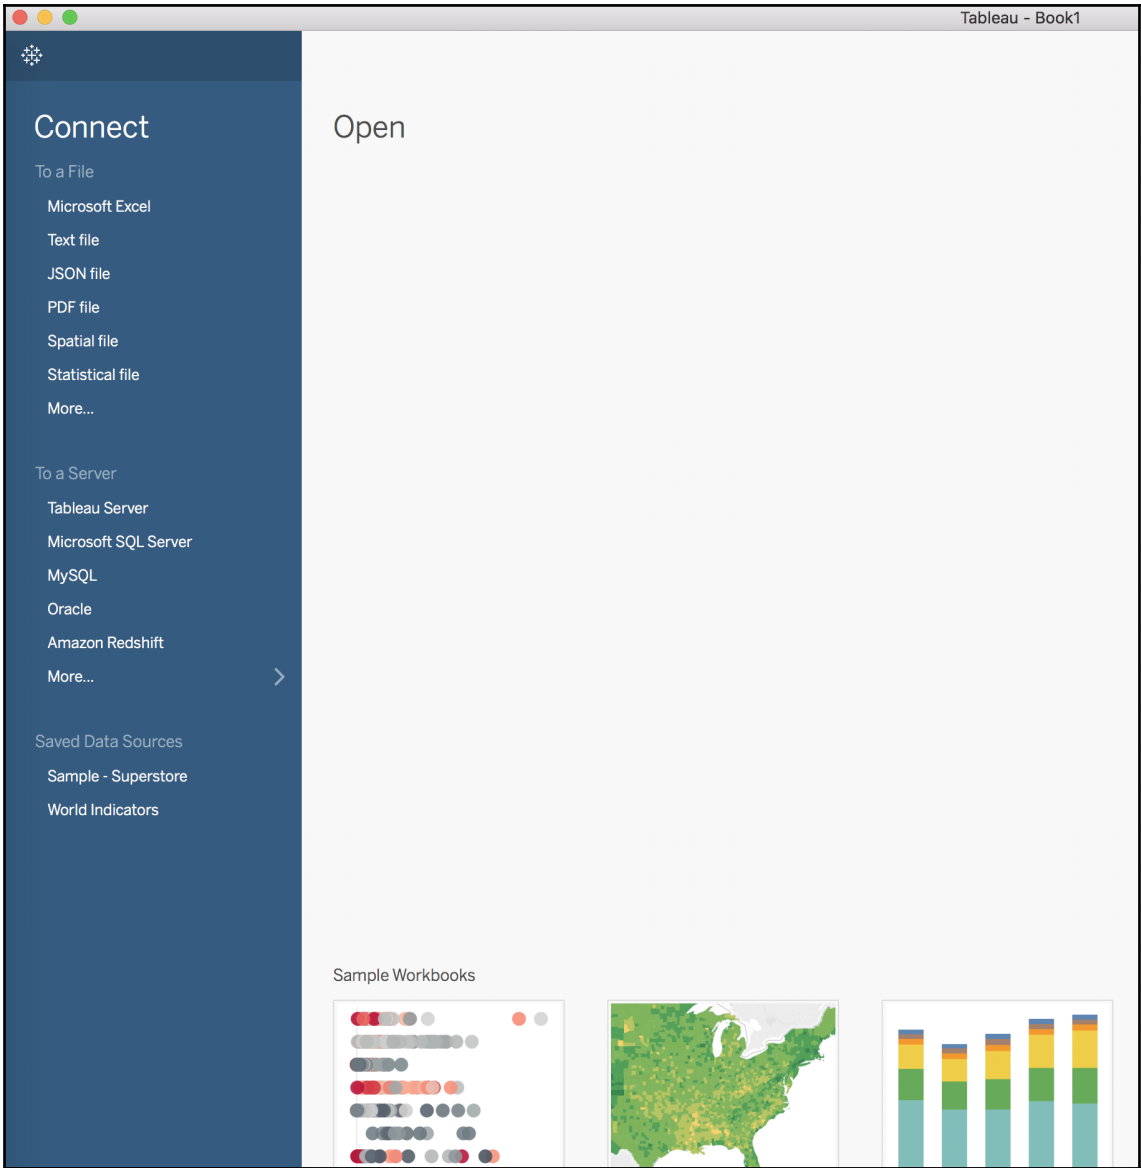 Tableau - Book1
Connect
To a File
Microsoft Excel
Text file
JSON file
PDF file
Spatial file
Statistical file
More...
To a Server
Tableau Server
Microsoft SQL Server
MySQL
Oracle
Amazon Redshift
More...
Saved Data Sources
Sample - Superstore
World Indicators
Open
Sample Workbooks